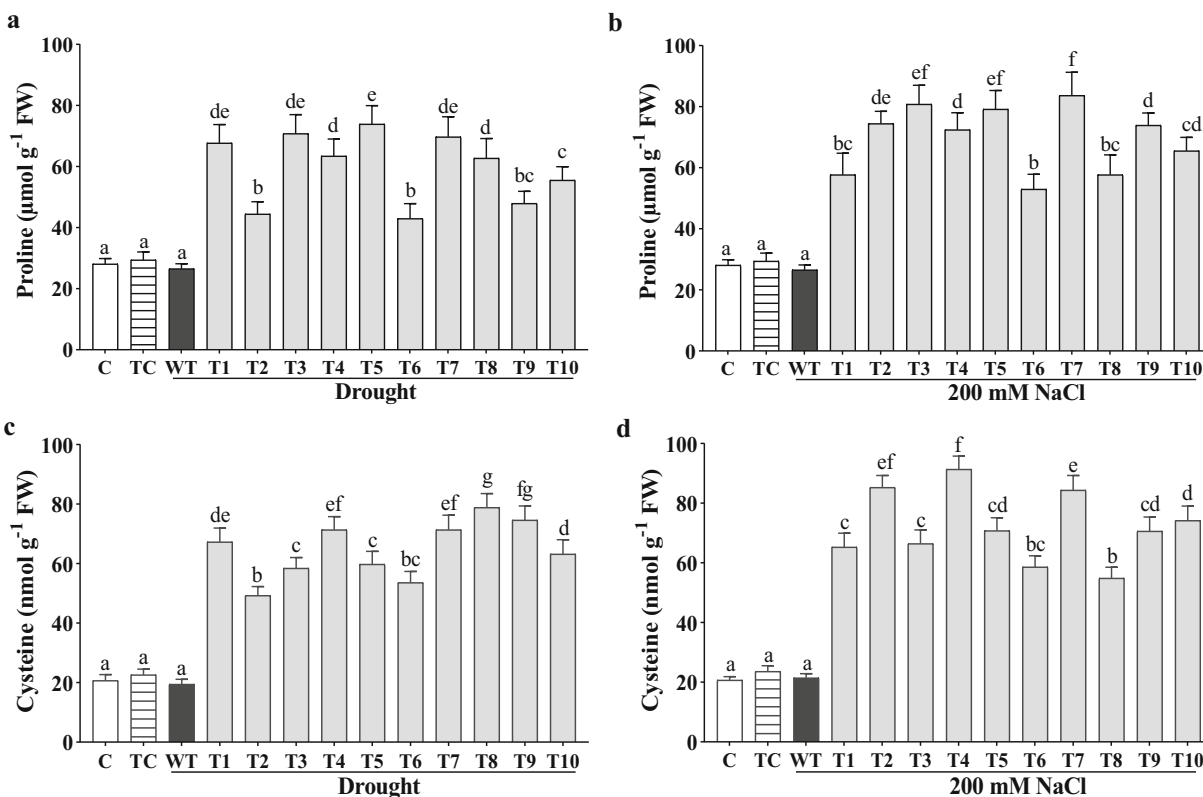 a
Proline (μmol g⁻¹ FW)
100
80
60
40
20
0
a a a de b de d e b de d bc c
C TC WT T1 T2 T3 T4 T5 T6 T7 T8 T9 T10
Drought
b
Proline (μmol g⁻¹ FW)
100
80
60
40
20
0
a a a bc de ef d ef b f bc d cd
C TC WT T1 T2 T3 T4 T5 T6 T7 T8 T9 T10
200 mM NaCl
c
Cysteine (nmol g⁻¹ FW)
100
80
60
40
20
0
a a a de b c ef c bc ef g fg d
C TC WT T1 T2 T3 T4 T5 T6 T7 T8 T9 T10
Drought
d
Cysteine (nmol g⁻¹ FW)
100
80
60
40
20
0
a a a c ef c f cd bc e b cd d
C TC WT T1 T2 T3 T4 T5 T6 T7 T8 T9 T10
200 mM NaCl